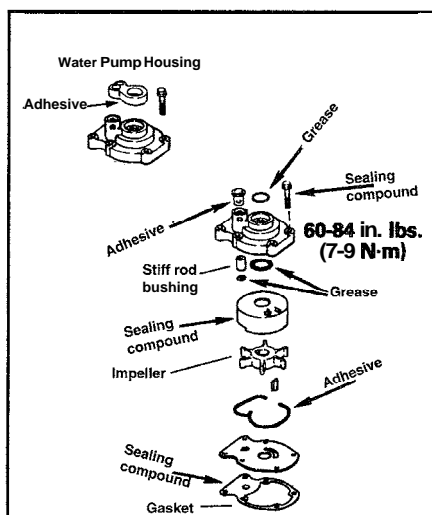 Water Pump Housing
Adhesive
Grease
Sealing
compound
Adhesive
60-84 in. lbs.
(7-9 N·m)
Stiff rod
bushing
Grease
Sealing
compound
Impeller
Adhesive
Sealing
compound
Gasket